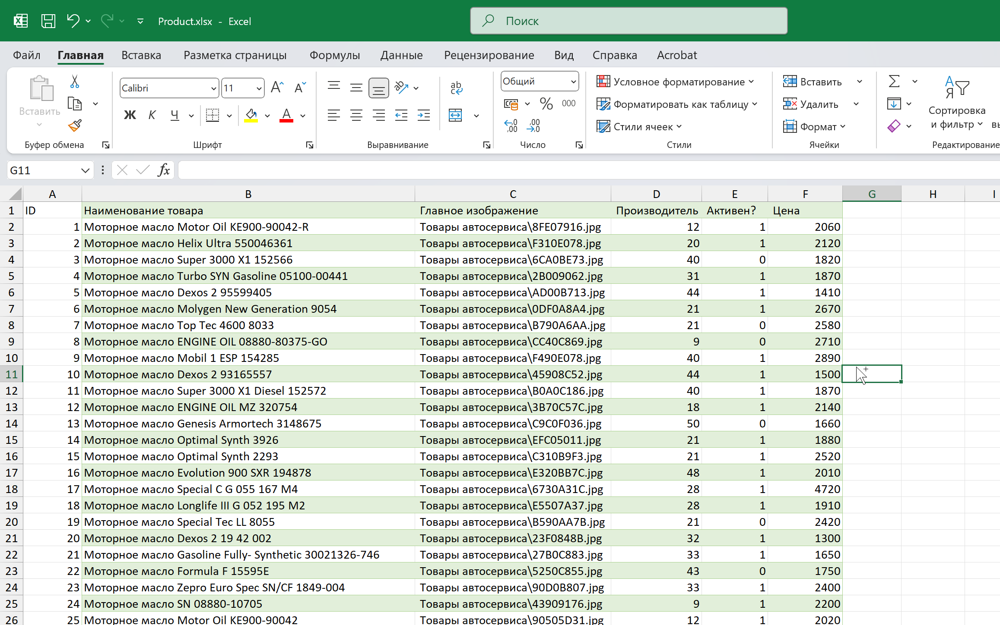 Product.xlsx - Excel
Поиск
Файл Главная Вставка Разметка страницы Формулы Данные Рецензирование Вид Справка Acrobat
Вставить
Буфер обмена
Calibri 11
Ж К Ч
Шрифт
ab
Выравнивание
Общий
% 000
Число
Условное форматирование
Форматировать как таблицу
Стили ячеек
Стили
Вставить
Удалить
Формат
Ячейки
Сортировка
и фильтр
Редактирование
G11 fx
A B C D E F G H I
1 ID Наименование товара Главное изображение Производитель Активен? Цена
2 1 Моторное масло Motor Oil KE900-90042-R Товары автосервиса\8FE07916.jpg 12 1 2060
3 2 Моторное масло Helix Ultra 550046361 Товары автосервиса\F310E078.jpg 20 1 2120
4 3 Моторное масло Super 3000 X1 152566 Товары автосервиса\6CA0BE73.jpg 40 0 1820
5 4 Моторное масло Turbo SYN Gasoline 05100-00441 Товары автосервиса\2B009062.jpg 31 1 1870
6 5 Моторное масло Dexos 2 95599405 Товары автосервиса\AD00B713.jpg 44 1 1410
7 6 Моторное масло Molygen New Generation 9054 Товары автосервиса\0DF0A8A4.jpg 21 1 2670
8 7 Моторное масло Top Tec 4600 8033 Товары автосервиса\B790A6AA.jpg 21 0 2580
9 8 Моторное масло ENGINE OIL 08880-80375-GO Товары автосервиса\CC40C869.jpg 9 0 2710
10 9 Моторное масло Mobil 1 ESP 154285 Товары автосервиса\F490E078.jpg 40 1 2890
11 10 Моторное масло Dexos 2 93165557 Товары автосервиса\45908C52.jpg 44 1 1500
12 11 Моторное масло Super 3000 X1 Diesel 152572 Товары автосервиса\B0A0C186.jpg 40 1 1870
13 12 Моторное масло ENGINE OIL MZ 320754 Товары автосервиса\3B70C57C.jpg 18 1 2140
14 13 Моторное масло Genesis Armortech 3148675 Товары автосервиса\C9C0F036.jpg 50 0 1660
15 14 Моторное масло Optimal Synth 3926 Товары автосервиса\EFC05011.jpg 21 1 1880
16 15 Моторное масло Optimal Synth 2293 Товары автосервиса\C310B9F3.jpg 21 1 2520
17 16 Моторное масло Evolution 900 SXR 194878 Товары автосервиса\E320BB7C.jpg 48 1 2010
18 17 Моторное масло Special C G 055 167 M4 Товары автосервиса\6730A31C.jpg 28 1 4720
19 18 Моторное масло Longlife III G 052 195 M2 Товары автосервиса\E5507A37.jpg 28 1 1910
20 19 Моторное масло Special Tec LL 8055 Товары автосервиса\B590AA7B.jpg 21 0 2420
21 20 Моторное масло Dexos 2 19 42 002 Товары автосервиса\23F0848B.jpg 32 1 1300
22 21 Моторное масло Gasoline Fully- Synthetic 30021326-746 Товары автосервиса\27B0C883.jpg 33 1 1650
23 22 Моторное масло Formula F 15595E Товары автосервиса\5250C855.jpg 43 0 1750
24 23 Моторное масло Zepro Euro Spec SN/CF 1849-004 Товары автосервиса\90D0B807.jpg 33 1 2400
25 24 Моторное масло SN 08880-10705 Товары автосервиса\43909176.jpg 9 1 2200
26 25 Моторное масло Motor Oil KE900-90042 Товары автосервиса\90505D31.jpg 12 1 2020